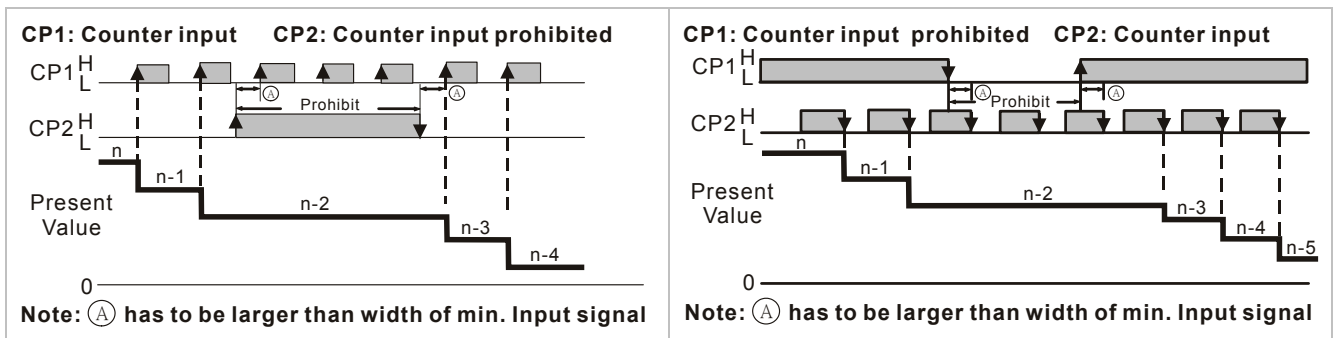 CP1: Counter input CP2: Counter input prohibited
CP1 H
L
Ⓐ Prohibit Ⓐ
CP2 H
L
n
n-1
n-2
n-3
n-4
Present
Value
0
Note: Ⓐ has to be larger than width of min. Input signal
CP1: Counter input prohibited CP2: Counter input
CP1 H
L
Ⓐ Prohibit Ⓐ
CP2 H
L
n
n-1
n-2
n-3
n-4
n-5
Present
Value
0
Note: Ⓐ has to be larger than width of min. Input signal